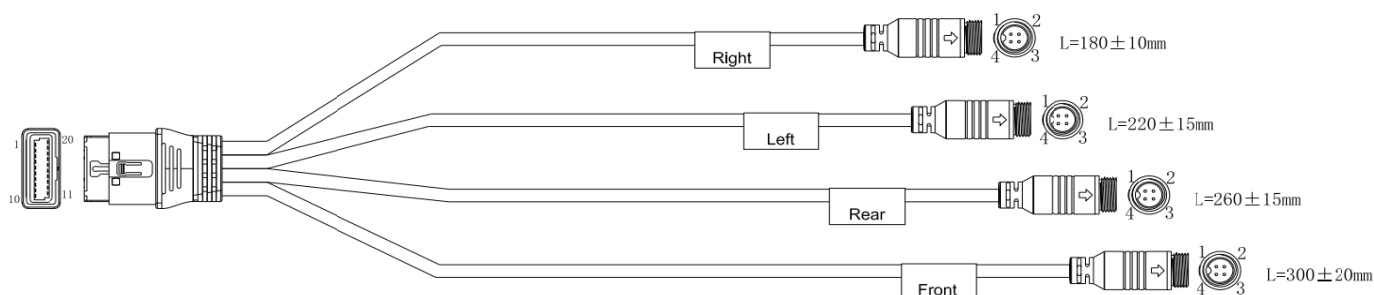 1 2
4 3
Right
L=180±10mm
1 2
4 3
Left
L=220±15mm
1 20
10 11
1 2
4 3
Rear
L=260±15mm
1 2
4 3
Front
L=300±20mm